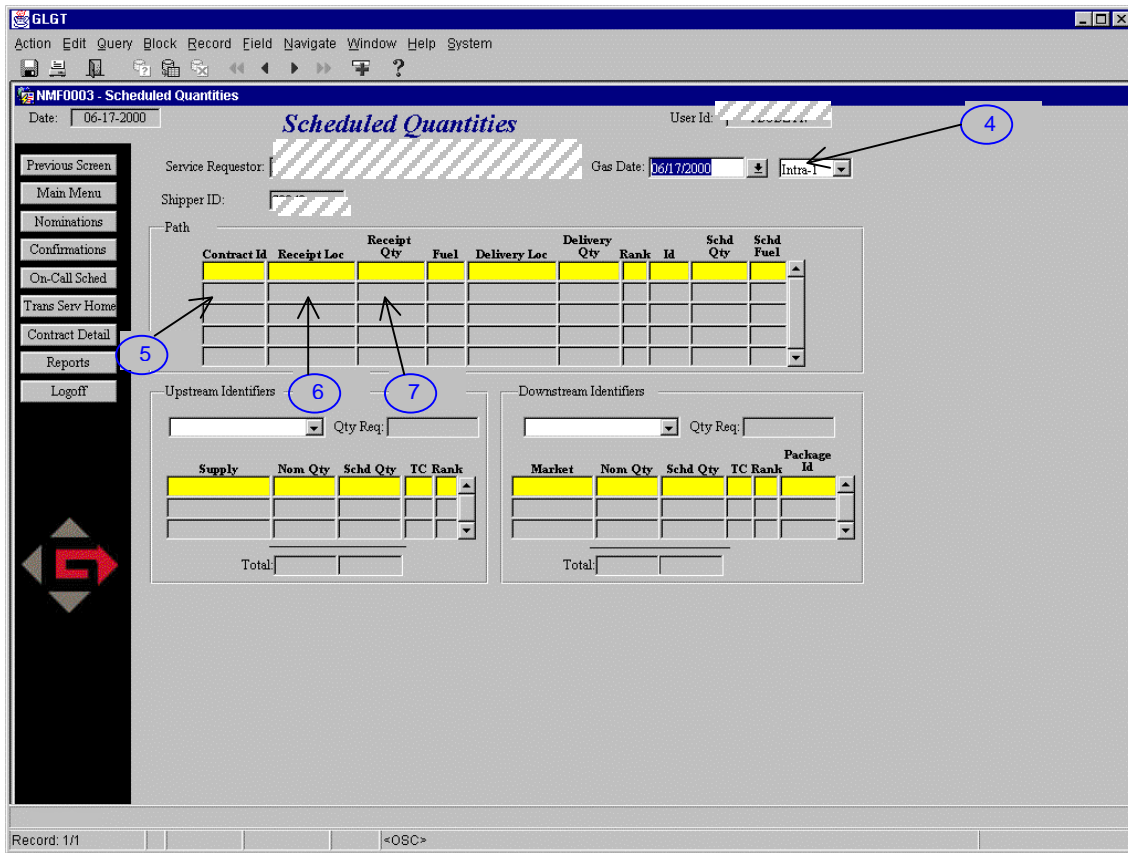 GLGT
Action Edit Query Block Record Field Navigate Window Help System
?
NMF0003 - Scheduled Quantities
Date: 06-17-2000
Scheduled Quantities
User Id:
4
Previous Screen
Main Menu
Nominations
Confirmations
On-Call Sched
Trans Serv Home
Contract Detail
Reports
Logoff
Service Requestor:
Gas Date: 06/17/2000 Intra-1
Shipper ID:
Path
Contract Id Receipt Loc Receipt Qty Fuel Delivery Loc Delivery Qty Rank Id Schd Qty Schd Fuel
5
6
7
Upstream Identifiers
Qty Req:
Supply Nom Qty Schd Qty TC Rank
Total:
Downstream Identifiers
Qty Req:
Market Nom Qty Schd Qty TC Rank Package Id
Total:
Record: 1/1
<OSC>